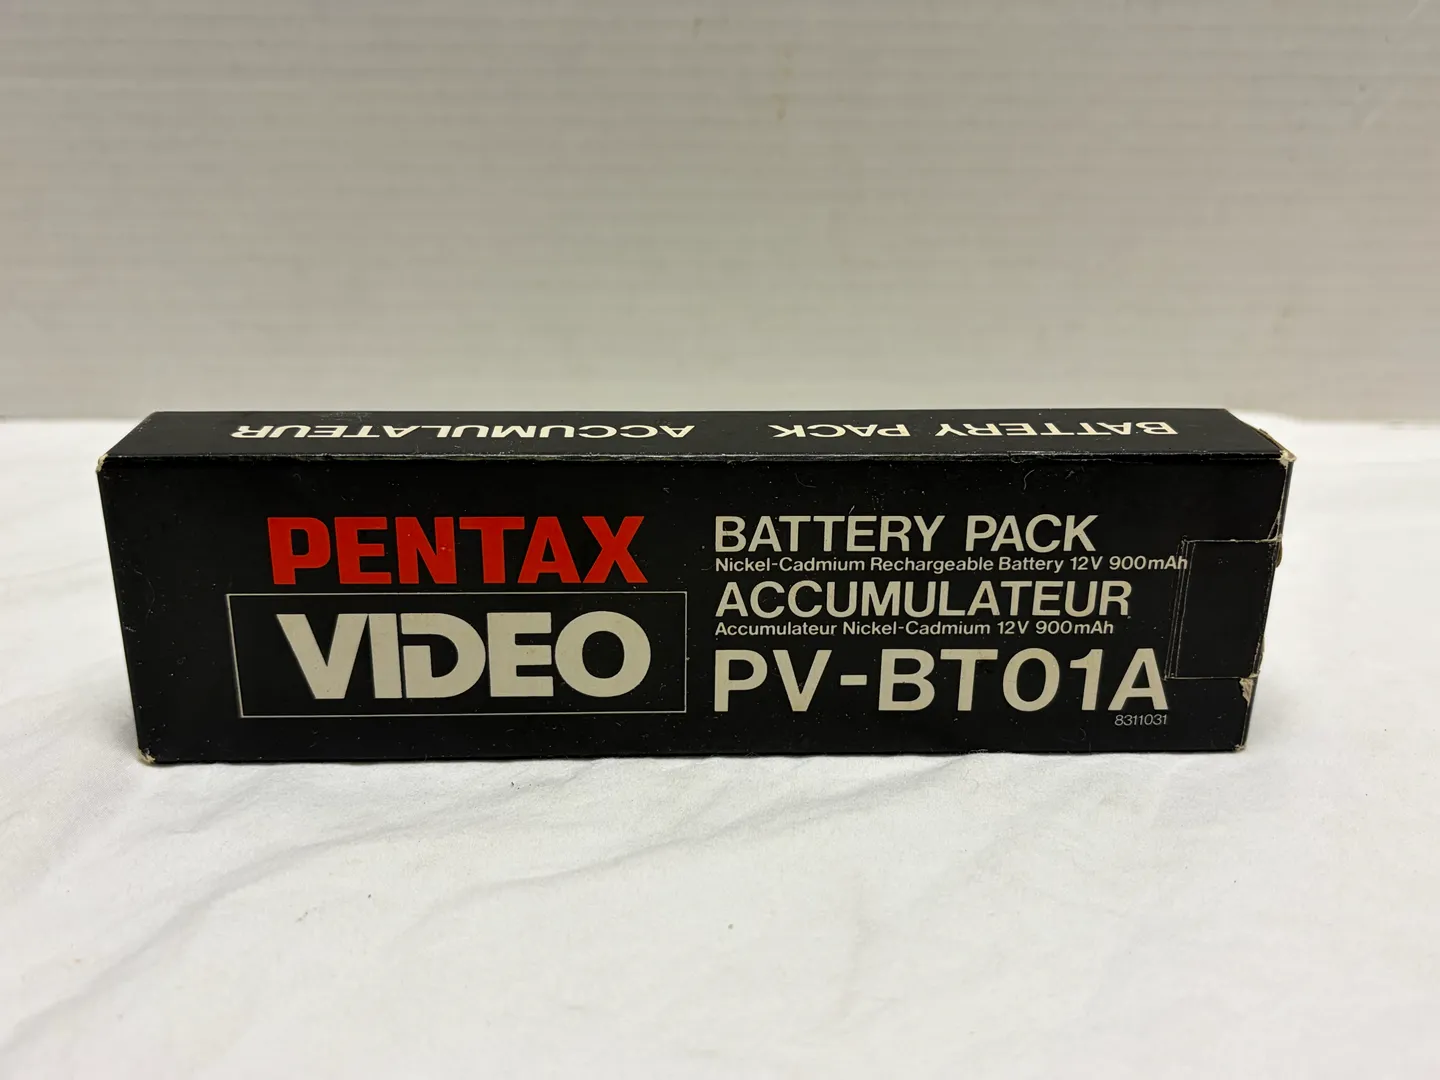 BATTERY PACK ACCUMULATEUR
PENTAX
VIDEO
BATTERY PACK
Nickel-Cadmium Rechargeable Battery 12V 900mAh
ACCUMULATEUR
Accumulateur Nickel-Cadmium 12V 900mAh
PV-BT01A
8311031